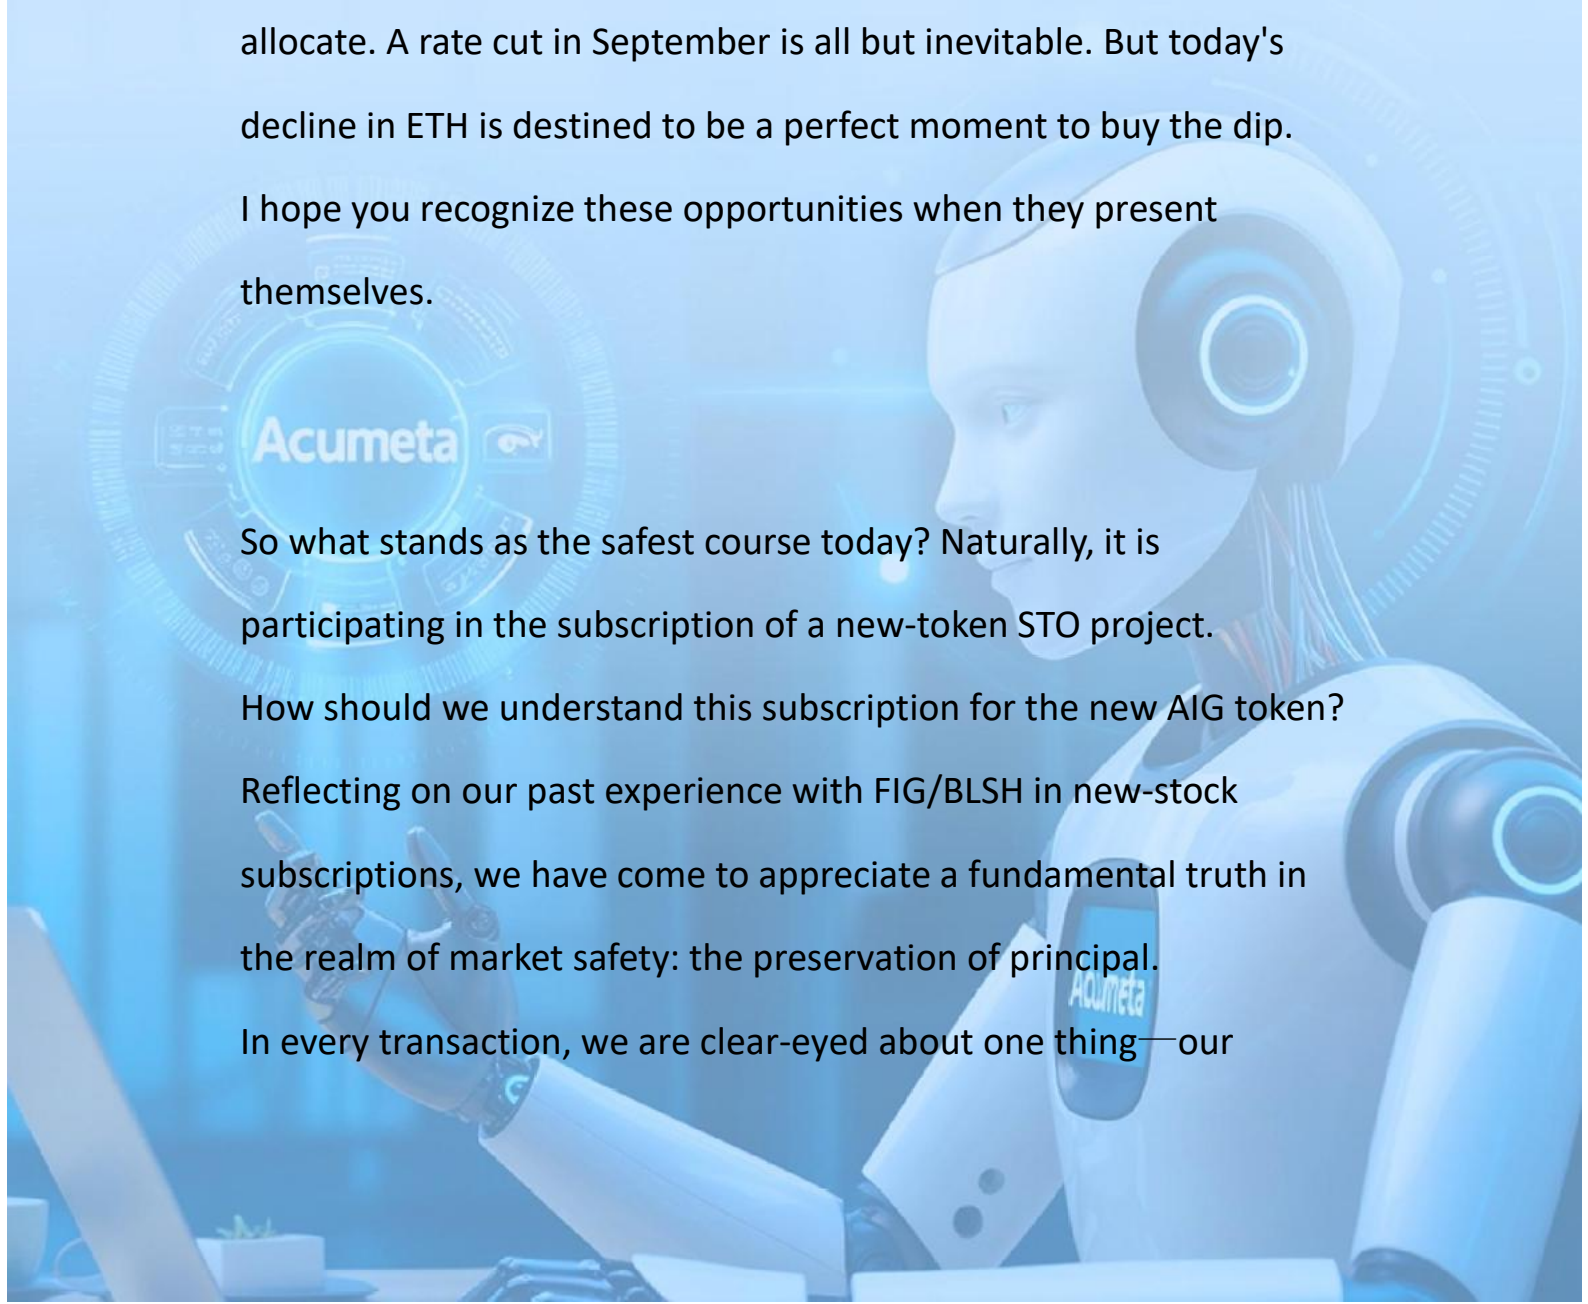 allocate. A rate cut in September is all but inevitable. But today's
decline in ETH is destined to be a perfect moment to buy the dip.
I hope you recognize these opportunities when they present
themselves.
Acumeta
So what stands as the safest course today? Naturally, it is
participating in the subscription of a new-token STO project.
How should we understand this subscription for the new AIG token?
Reflecting on our past experience with FIG/BLSH in new-stock
subscriptions, we have come to appreciate a fundamental truth in
the realm of market safety: the preservation of principal.
Acumeta
In every transaction, we are clear-eyed about one thing—our